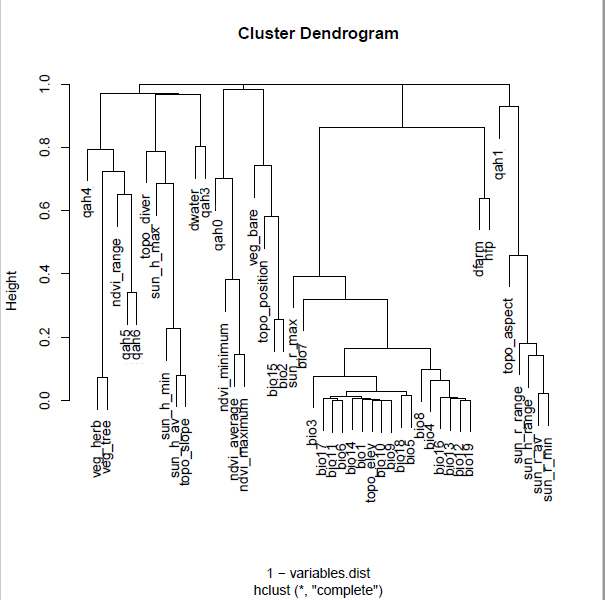 Cluster Dendrogram
Height
1.0
0.8
0.6
0.4
0.2
0.0
qah4
veg_herb
veg_tree
ndvi_range
qah5
qah6
topo_diver
sun_h_max
sun_h_min
sun_h_av
topo_slope
dwater
qah3
qah0
ndvi_minimum
ndvi_average
ndvi_maximum
veg_bare
topo_position
bio15
bio2
sun_r_max
bio7
bio3
bio17
bio11
bio6
bio14
bio1
topo_elev
bio10
bio9
bio18
bio5
bio8
bio4
bio16
bio13
bio12
bio19
dfarm
hfp
qah1
topo_aspect
sun_r_range
sun_h_range
sun_r_av
sun_r_min
1 − variables.dist
hclust (*, "complete")